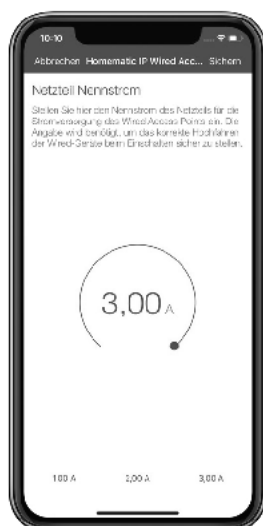 10:10
Abbrechen Homematic IP Wired Acc... Sichern
Netzteil Nennstrom
Stellen Sie hier den Nennstrom des Netzteils für die
Stromversorgung des Wired Access Points ein. Die
Angabe wird benötigt, um das korrekte Hochfahren
der Wired-Geräte beim Einschalten sicher zu stellen.
3,00 A
1,00 A 2,00 A 3,00 A